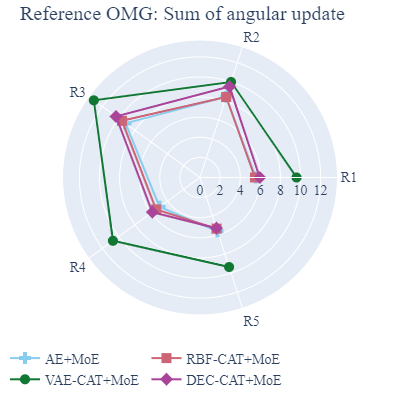 Reference OMG: Sum of angular update
R2
R3
R1
0 2 4 6 8 10 12
R4
R5
AE+MoE
RBF-CAT+MoE
VAE-CAT+MoE
DEC-CAT+MoE